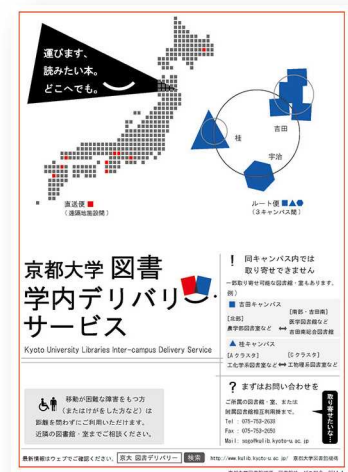 運びます、
読みたい本。
どこへでも。
吉田
桂
宇治
直送便
(遠隔地施設間)
ルート便
(3キャンパス間)
京都大学 図書
学内デリバリー
サービス
Kyoto University Libraries Inter-campus Delivery Service
! 同キャンパス内では
取り寄せできません
一部取り寄せ可能な図書館・室もあります。
例)
吉田キャンパス
[北部]
農学部図書室など
[南部・吉田南]
医学図書館など
吉田南総合図書館
桂キャンパス
[Aクラスタ]
工化学系図書室など
[Cクラスタ]
工物理系図書室など
? まずはお問い合わせを
ご所属の図書館・室、または
附属図書館相互利用掛まで。
Tel : 075-753-2638
Fax : 075-753-2650
取り寄せたい…
移動が困難な障害をもつ方
(またはけがをした方など)は
距離を問わずにご利用いただけます。
近隣の図書館・室までご相談ください。
最新情報はウェブでご確認ください。 京大 図書デリバリー 検索 http://www.kulib.kyoto-u.ac.jp/ 京都大学図書館機構